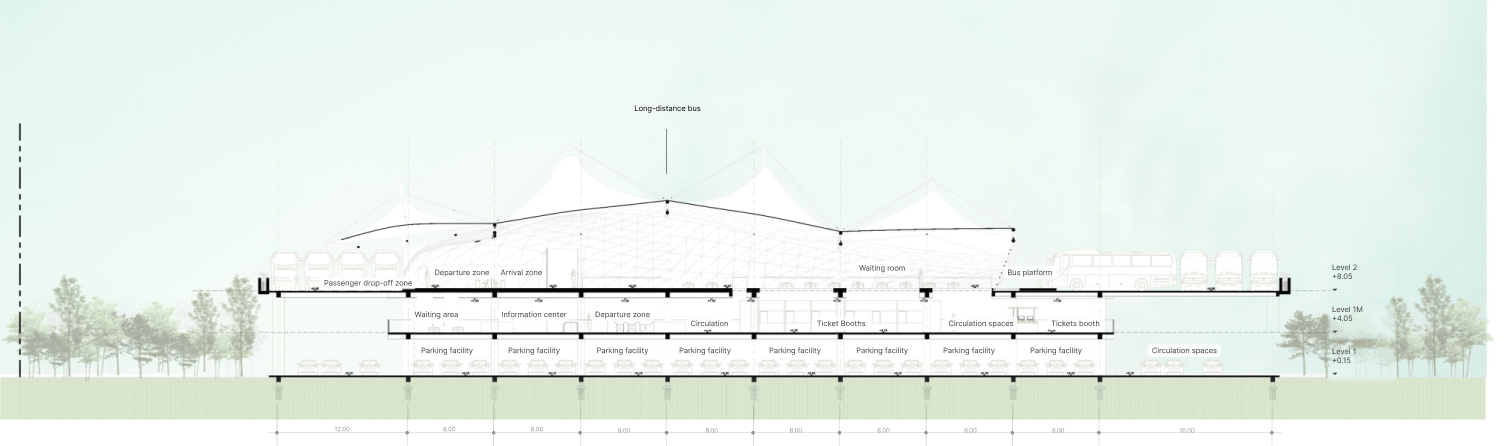 Long-distance bus
Waiting room
Departure zone
Arrival zone
Bus platform
Passenger drop-off zone
Level 2
+8.05
Waiting area
Information center
Departure zone
Circulation
Ticket Booths
Circulation spaces
Tickets booth
Level 1M
+4.05
Parking facility
Parking facility
Parking facility
Parking facility
Parking facility
Parking facility
Parking facility
Parking facility
Circulation spaces
Level 1
+0.15
12.00
8.00
8.00
8.00
8.00
8.00
8.00
8.00
8.00
16.00